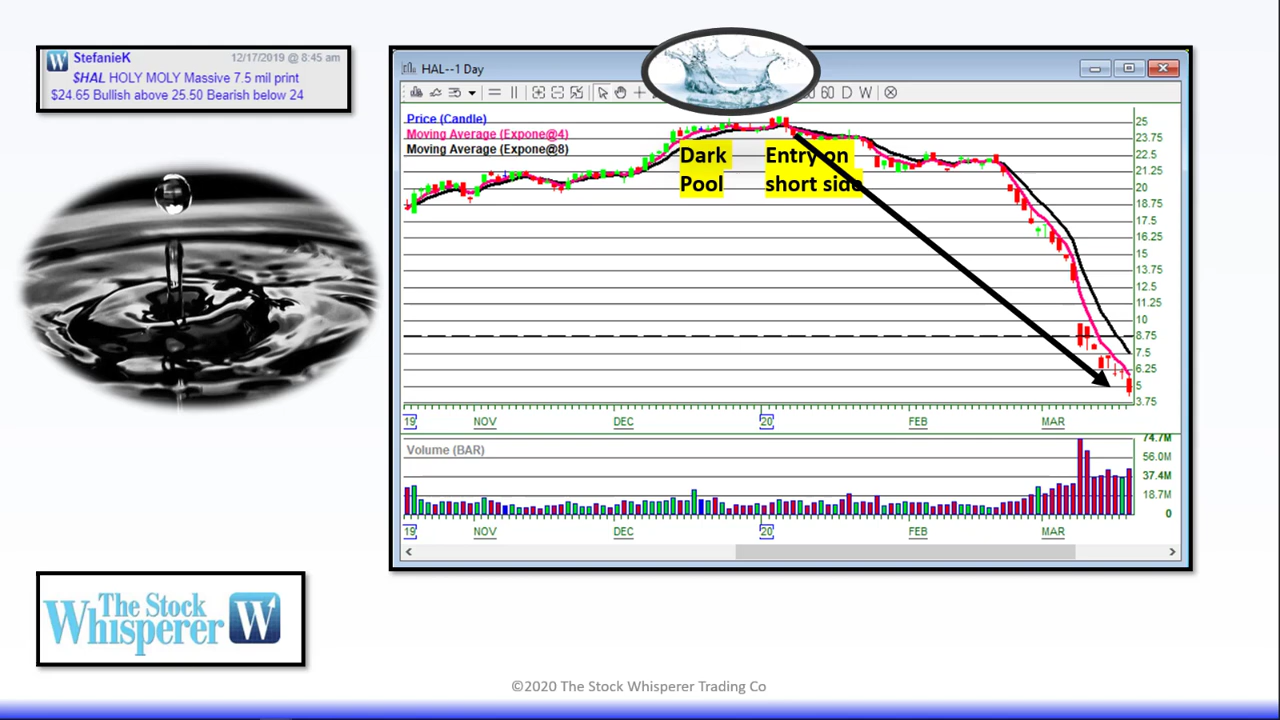 StefanieK 12/17/2019 @ 8:45 am
$HAL HOLY MOLY Massive 7.5 mil print
$24.65 Bullish above 25.50 Bearish below 24
HAL--1 Day
60 D W
Price (Candle)
Moving Average (Expone@4)
Moving Average (Expone@8)
Dark
Pool
Entry on
short side
25
23.75
22.5
21.25
20
18.75
17.5
16.25
15
13.75
12.5
11.25
10
8.75
7.5
6.25
5
3.75
19 NOV DEC 20 FEB MAR
Volume (BAR)
74.7M
56.0M
37.4M
18.7M
0
19 NOV DEC 20 FEB MAR
The Stock
Whisperer W
©2020 The Stock Whisperer Trading Co